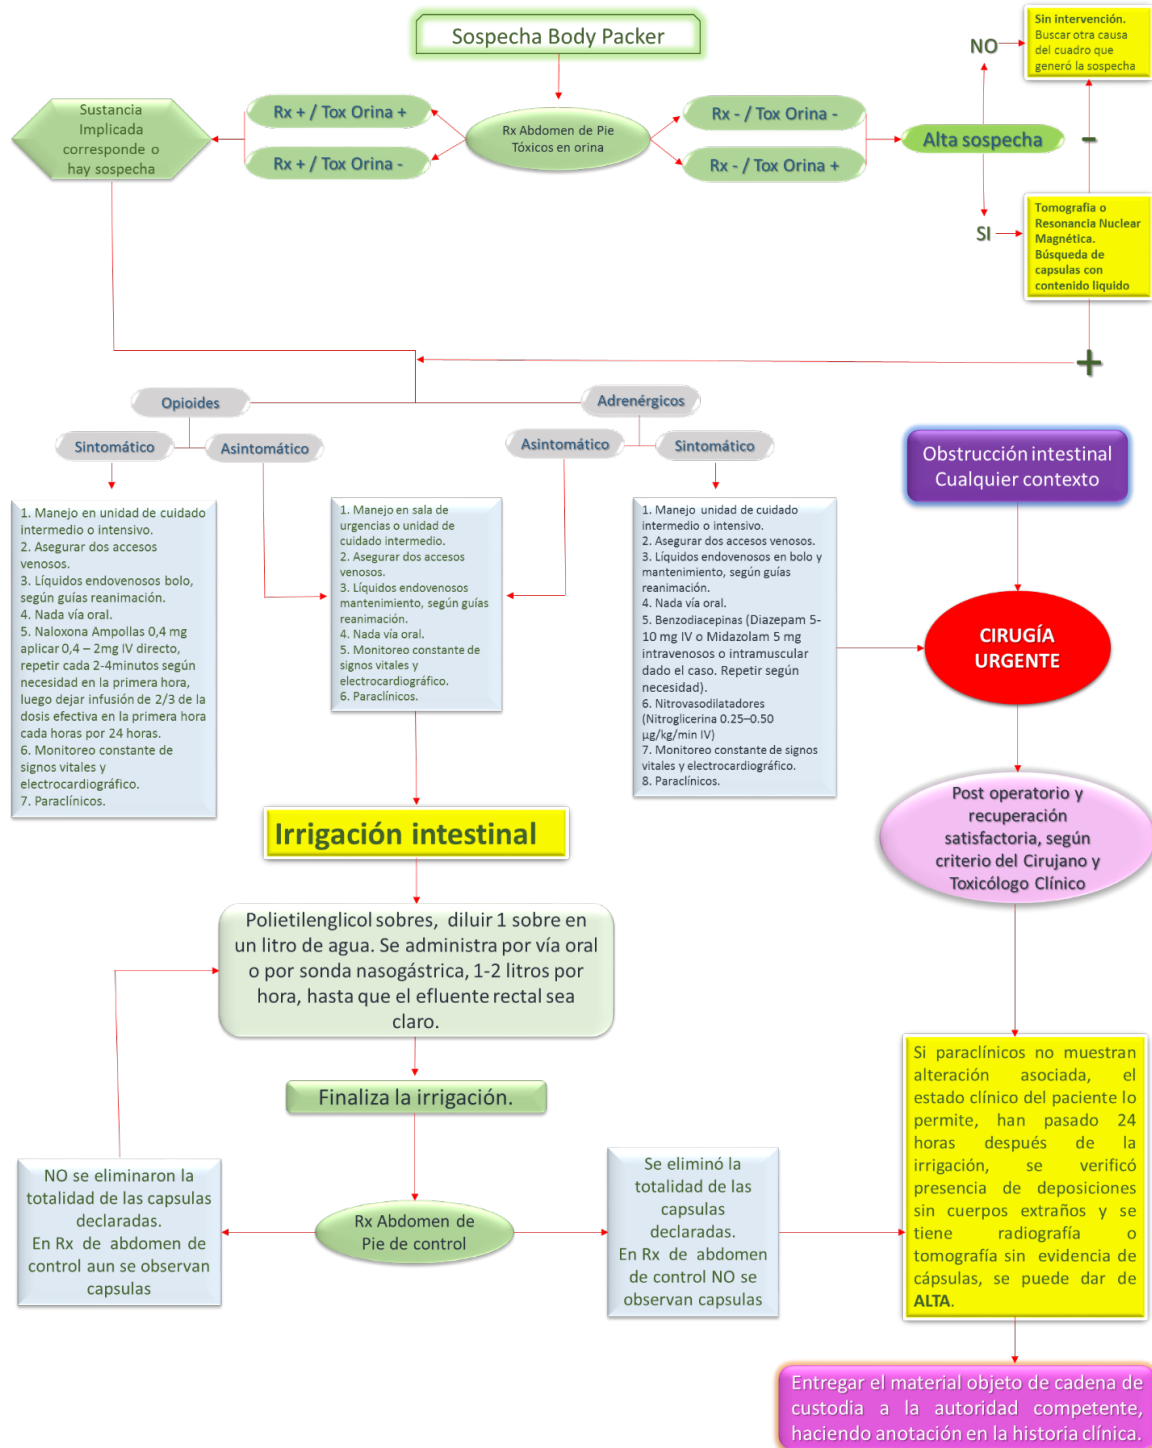 Sospecha Body Packer
Sin intervención.
Buscar otra causa
del cuadro que
generó la sospecha
NO
Sustancia
Implicada
corresponde o
hay sospecha
Rx + / Tox Orina +
Rx + / Tox Orina -
Rx Abdomen de Pie
Tóxicos en orina
Rx - / Tox Orina -
Rx - / Tox Orina +
Alta sospecha
-
SI
Tomografia o
Resonancia Nuclear
Magnética.
Búsqueda de
capsulas con
contenido liquido
+
Opioides
Adrenérgicos
Sintomático
Asintomático
Asintomático
Sintomático
Obstrucción intestinal
Cualquier contexto
1. Manejo en unidad de cuidado
intermedio o intensivo.
2. Asegurar dos accesos
venosos.
3. Líquidos endovenosos bolo,
según guías reanimación.
4. Nada vía oral.
5. Naloxona Ampollas 0,4 mg
aplicar 0,4 – 2mg IV directo,
repetir cada 2-4minutos según
necesidad en la primera hora,
luego dejar infusión de 2/3 de la
dosis efectiva en la primera hora
cada horas por 24 horas.
6. Monitoreo constante de
signos vitales y
electrocardiográfico.
7. Paraclínicos.
1. Manejo en sala de
urgencias o unidad de
cuidado intermedio.
2. Asegurar dos accesos
venosos.
3. Líquidos endovenosos
mantenimiento, según guías
reanimación.
4. Nada vía oral.
5. Monitoreo constante de
signos vitales y
electrocardiográfico.
6. Paraclínicos.
1. Manejo unidad de cuidado
intermedio o intensivo.
2. Asegurar dos accesos venosos.
3. Líquidos endovenosos en bolo y
mantenimiento, según guías
reanimación.
4. Nada vía oral.
5. Benzodiacepinas (Diazepam 5-
10 mg IV o Midazolam 5 mg
intravenosos o intramuscular
dado el caso. Repetir según
necesidad).
6. Nitrovasodilatadores
(Nitroglicerina 0.25–0.50
µg/kg/min IV)
7. Monitoreo constante de signos
vitales y electrocardiográfico.
8. Paraclínicos.
CIRUGÍA
URGENTE
Post operatorio y
recuperación
satisfactoria, según
criterio del Cirujano y
Toxicólogo Clínico
Irrigación intestinal
Polietilenglicol sobres, diluir 1 sobre en
un litro de agua. Se administra por vía oral
o por sonda nasogástrica, 1-2 litros por
hora, hasta que el efluente rectal sea
claro.
Finaliza la irrigación.
NO se eliminaron la
totalidad de las capsulas
declaradas.
En Rx de abdomen de
control aun se observan
capsulas
Rx Abdomen de
Pie de control
Se eliminó la
totalidad de las
capsulas
declaradas.
En Rx de abdomen
de control NO se
observan capsulas
Si paraclínicos no muestran
alteración asociada, el
estado clínico del paciente lo
permite, han pasado 24
horas después de la
irrigación, se verificó
presencia de deposiciones
sin cuerpos extraños y se
tiene radiografía o
tomografía sin evidencia de
cápsulas, se puede dar de
ALTA.
Entregar el material objeto de cadena de
custodia a la autoridad competente,
haciendo anotación en la historia clínica.